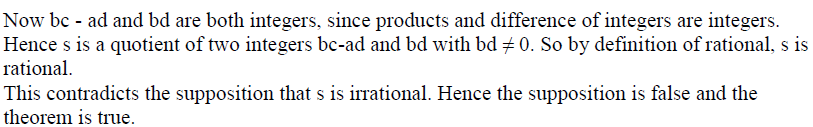 Now bc - ad and bd are both integers, since products and difference of integers are integers.
Hence s is a quotient of two integers bc-ad and bd with bd ≠ 0. So by definition of rational, s is
rational.
This contradicts the supposition that s is irrational. Hence the supposition is false and the
theorem is true.